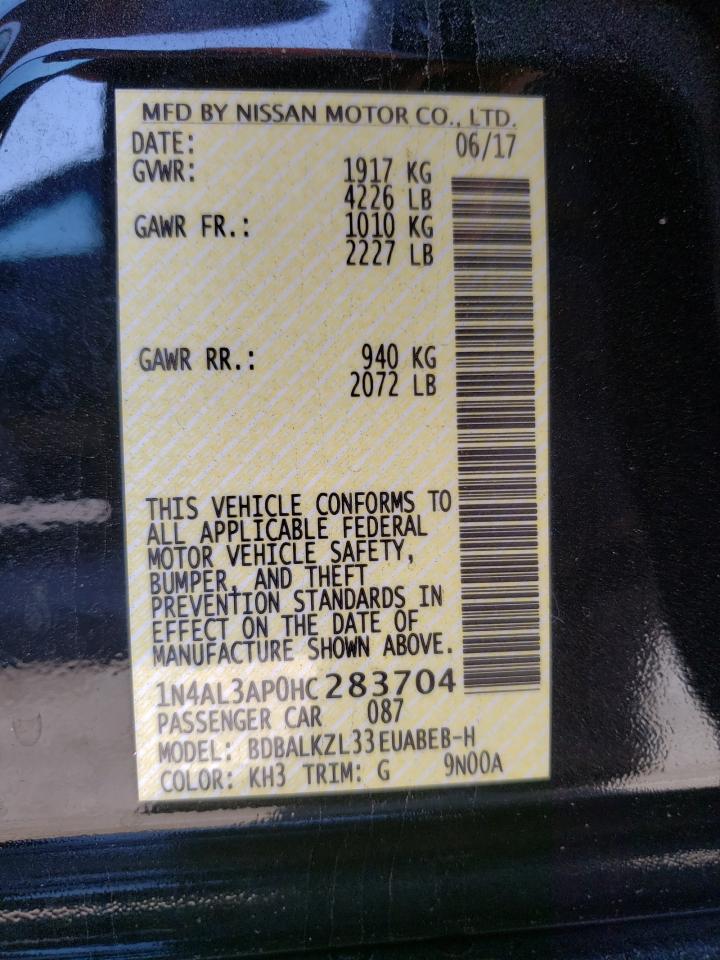 MFD BY NISSAN MOTOR CO., LTD.
DATE: 06/17
GVWR: 1917 KG
4226 LB
GAWR FR.: 1010 KG
2227 LB
GAWR RR.: 940 KG
2072 LB
THIS VEHICLE CONFORMS TO
ALL APPLICABLE FEDERAL
MOTOR VEHICLE SAFETY,
BUMPER, AND THEFT
PREVENTION STANDARDS IN
EFFECT ON THE DATE OF
MANUFACTURE SHOWN ABOVE.
1N4AL3AP0HC283704
PASSENGER CAR 087
MODEL: BDBALKZL33EUABEB-H
COLOR: KH3 TRIM: G 9N00A